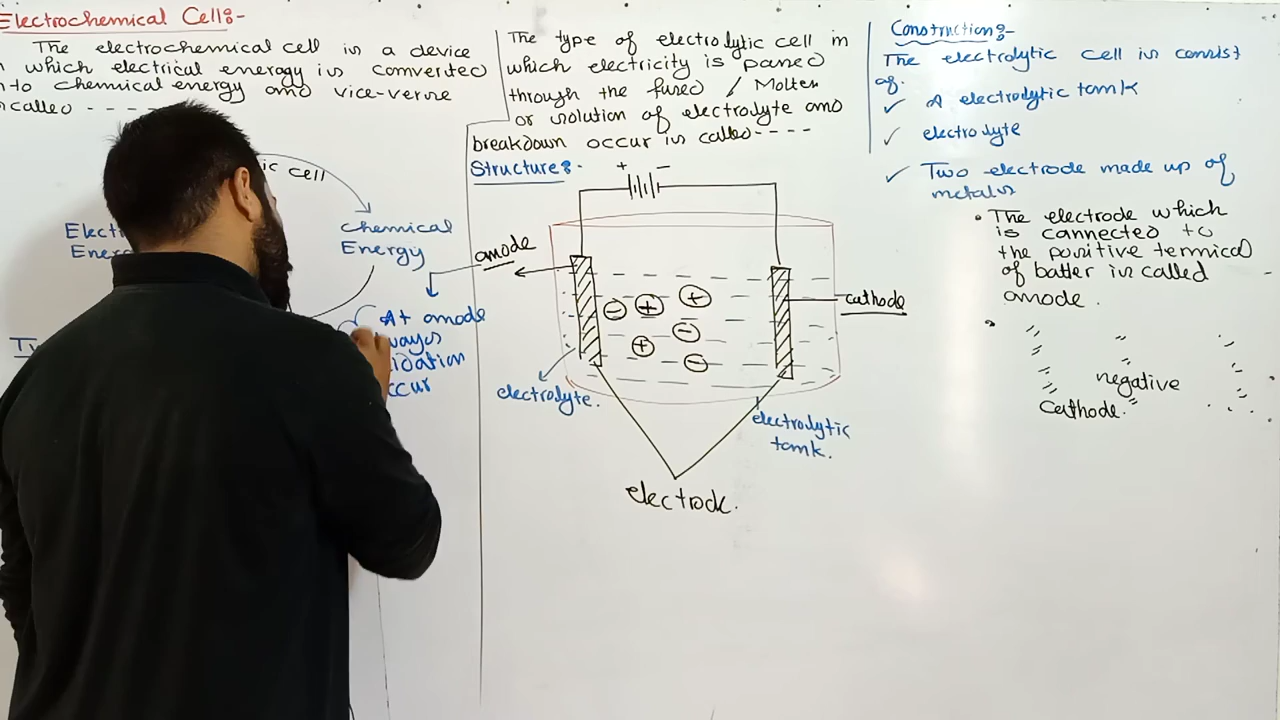 Electrochemical Cell:-
The electrochemical cell is a device
which electrical energy is converted
to chemical energy and vice-verse
called ----
ic cell
Chemical
Energy
At anode
occur
The type of electrolytic cell in
which electricity is passed
through the fused / Molten
or solution of electrolyte and
breakdown occur is called----
Structure:-
+ −
anode
cathode
− + +
+ − −
electrolyte.
electrolytic
tank.
electrode.
Construction:-
The electrolytic cell is consist
of.
✓ A electrolytic tank
✓ electrolyte
✓ Two electrode made up of
metals
• The electrode which
is cannected to
the positive termical
of batter is called
anode.
• 〃 〃 〃
negative
cathode.